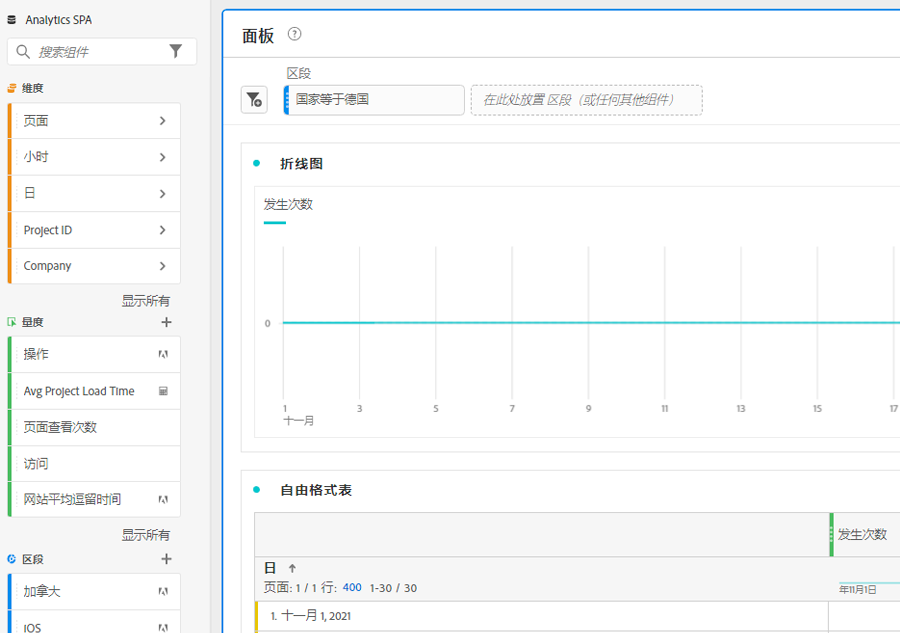 Analytics SPA
搜索组件
维度
页面
小时
日
Project ID
Company
显示所有
量度
操作
Avg Project Load Time
页面查看次数
访问
网站平均逗留时间
显示所有
区段
加拿大
iOS
面板
区段
国家等于德国
在此处放置 区段（或任何其他组件）
折线图
发生次数
0
1 3 5 7 9 11 13 15 17
十一月
自由格式表
发生次数
日 ↑
页面: 1 / 1 行: 400 1-30 / 30
年11月1日
1. 十一月 1, 2021